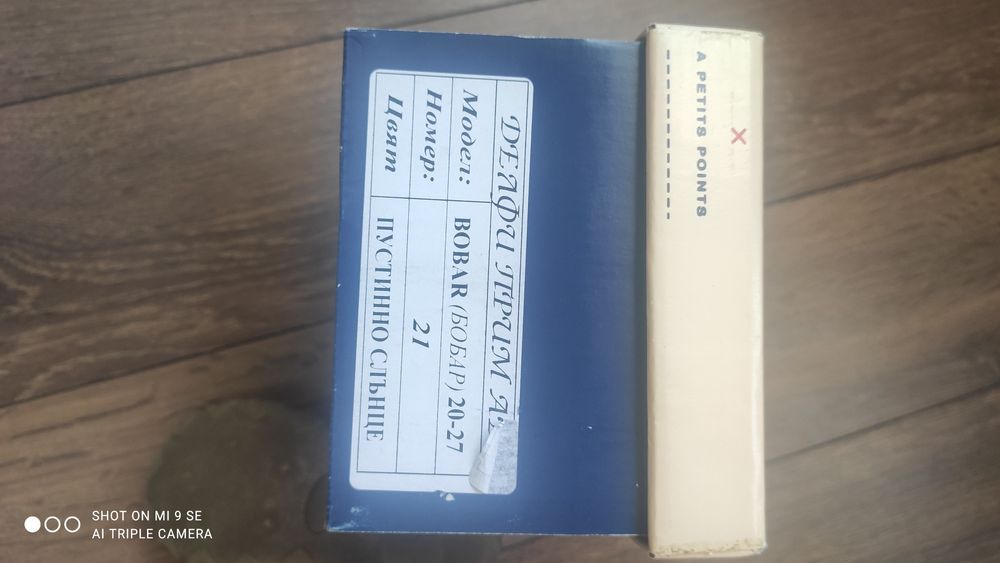 A PETITS POINTS
ДЕЛФИ ПРИМ
Модел: BOBAR (БОБАР) 20-27
Номер: 21
Цвят ПУСТИННО СЛЪНЦЕ
SHOT ON MI 9 SE
AI TRIPLE CAMERA